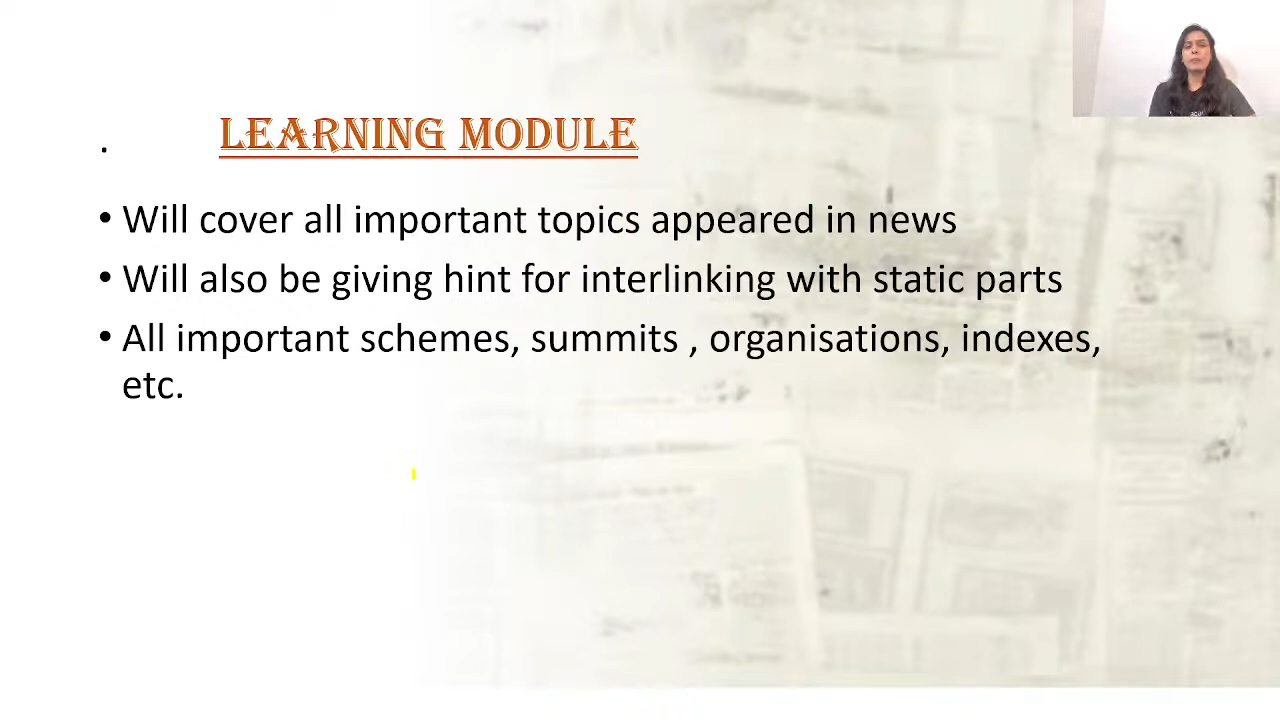 . LEARNING MODULE
• Will cover all important topics appeared in news
• Will also be giving hint for interlinking with static parts
• All important schemes, summits , organisations, indexes,
etc.